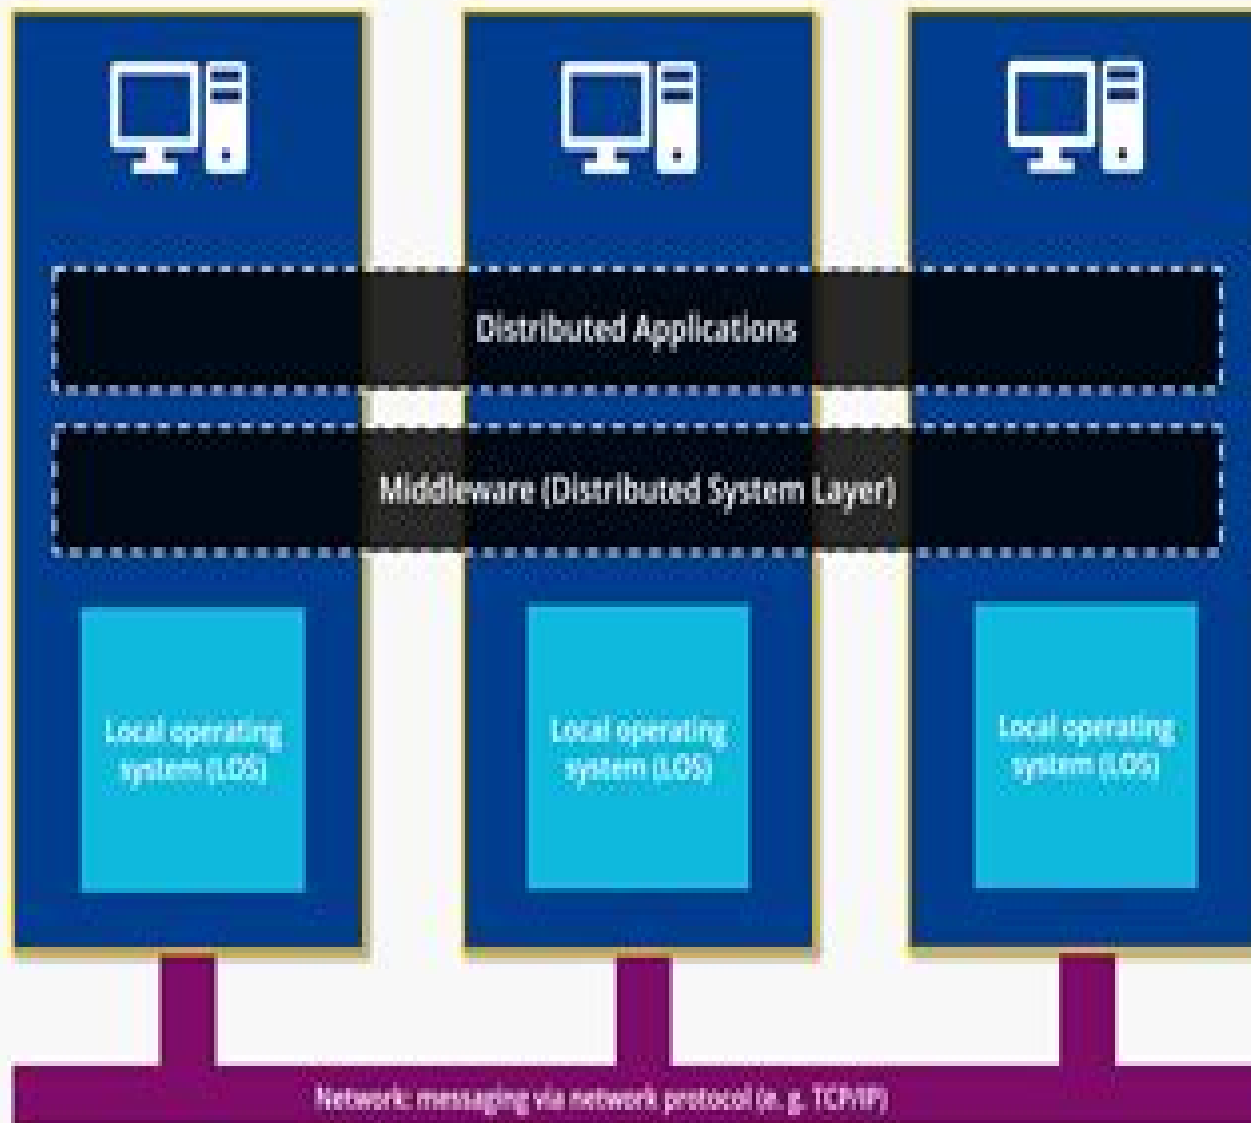 Distributed Applications
Middleware (Distributed System Layer)
Local operating
system (LOS)
Local operating
system (LOS)
Local operating
system (LOS)
Network: messaging via network protocol (e. g. TCP/IP)